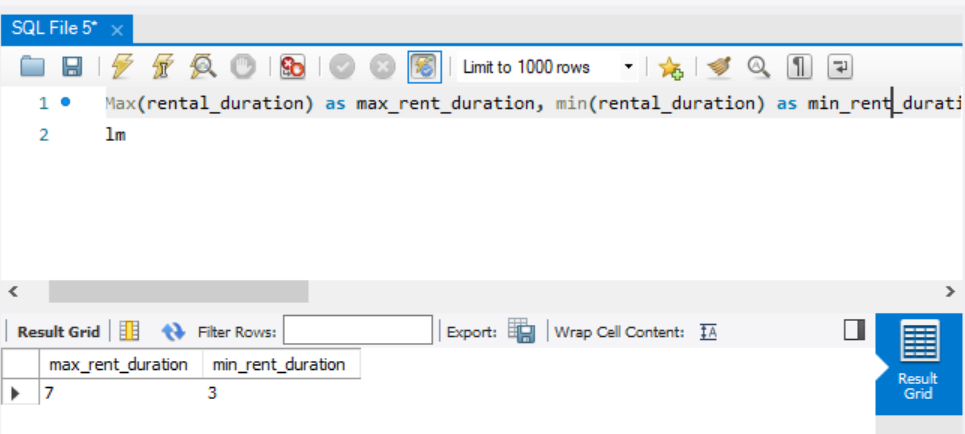 SQL File 5*
Limit to 1000 rows
1 Max(rental_duration) as max_rent_duration, min(rental_duration) as min_rent_durati
2 lm
Result Grid Filter Rows: Export: Wrap Cell Content: IA
max_rent_duration min_rent_duration
7 3
Result
Grid